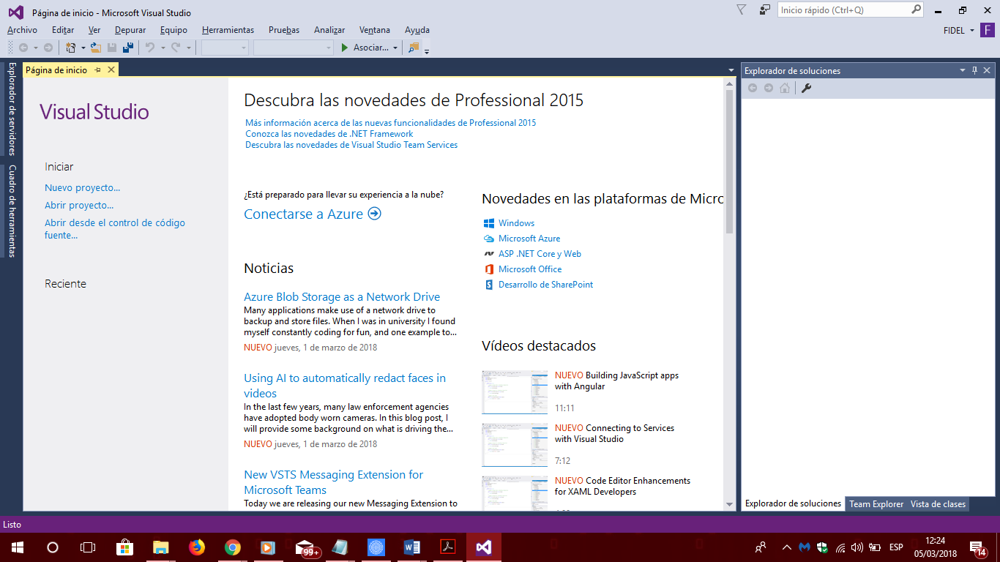 Página de inicio - Microsoft Visual Studio
Inicio rápido (Ctrl+Q)
Archivo Editar Ver Depurar Equipo Herramientas Pruebas Analizar Ventana Ayuda
FIDEL F
Asociar...
Explorador de servidores
Cuadro de herramientas
Página de inicio
Visual Studio
Iniciar
Nuevo proyecto...
Abrir proyecto...
Abrir desde el control de código
fuente...
Reciente
Descubra las novedades de Professional 2015
Más información acerca de las nuevas funcionalidades de Professional 2015
Conozca las novedades de .NET Framework
Descubra las novedades de Visual Studio Team Services
¿Está preparado para llevar su experiencia a la nube?
Conectarse a Azure
Noticias
Azure Blob Storage as a Network Drive
Many applications make use of a network drive to
backup and store files. When I was in university I found
myself constantly coding for fun, and one example to...
NUEVO jueves, 1 de marzo de 2018
Using AI to automatically redact faces in
videos
In the last few years, many law enforcement agencies
have adopted body worn cameras. In this blog post, I
will provide some background on what is driving the...
NUEVO jueves, 1 de marzo de 2018
New VSTS Messaging Extension for
Microsoft Teams
Today we are releasing our new Messaging Extension to
Novedades en las plataformas de Micro
Windows
Microsoft Azure
ASP .NET Core y Web
Microsoft Office
Desarrollo de SharePoint
Vídeos destacados
NUEVO Building JavaScript apps
with Angular
11:11
NUEVO Connecting to Services
with Visual Studio
7:12
NUEVO Code Editor Enhancements
for XAML Developers
Explorador de soluciones
Explorador de soluciones Team Explorer Vista de clases
Listo
99+
ESP
12:24
05/03/2018
14